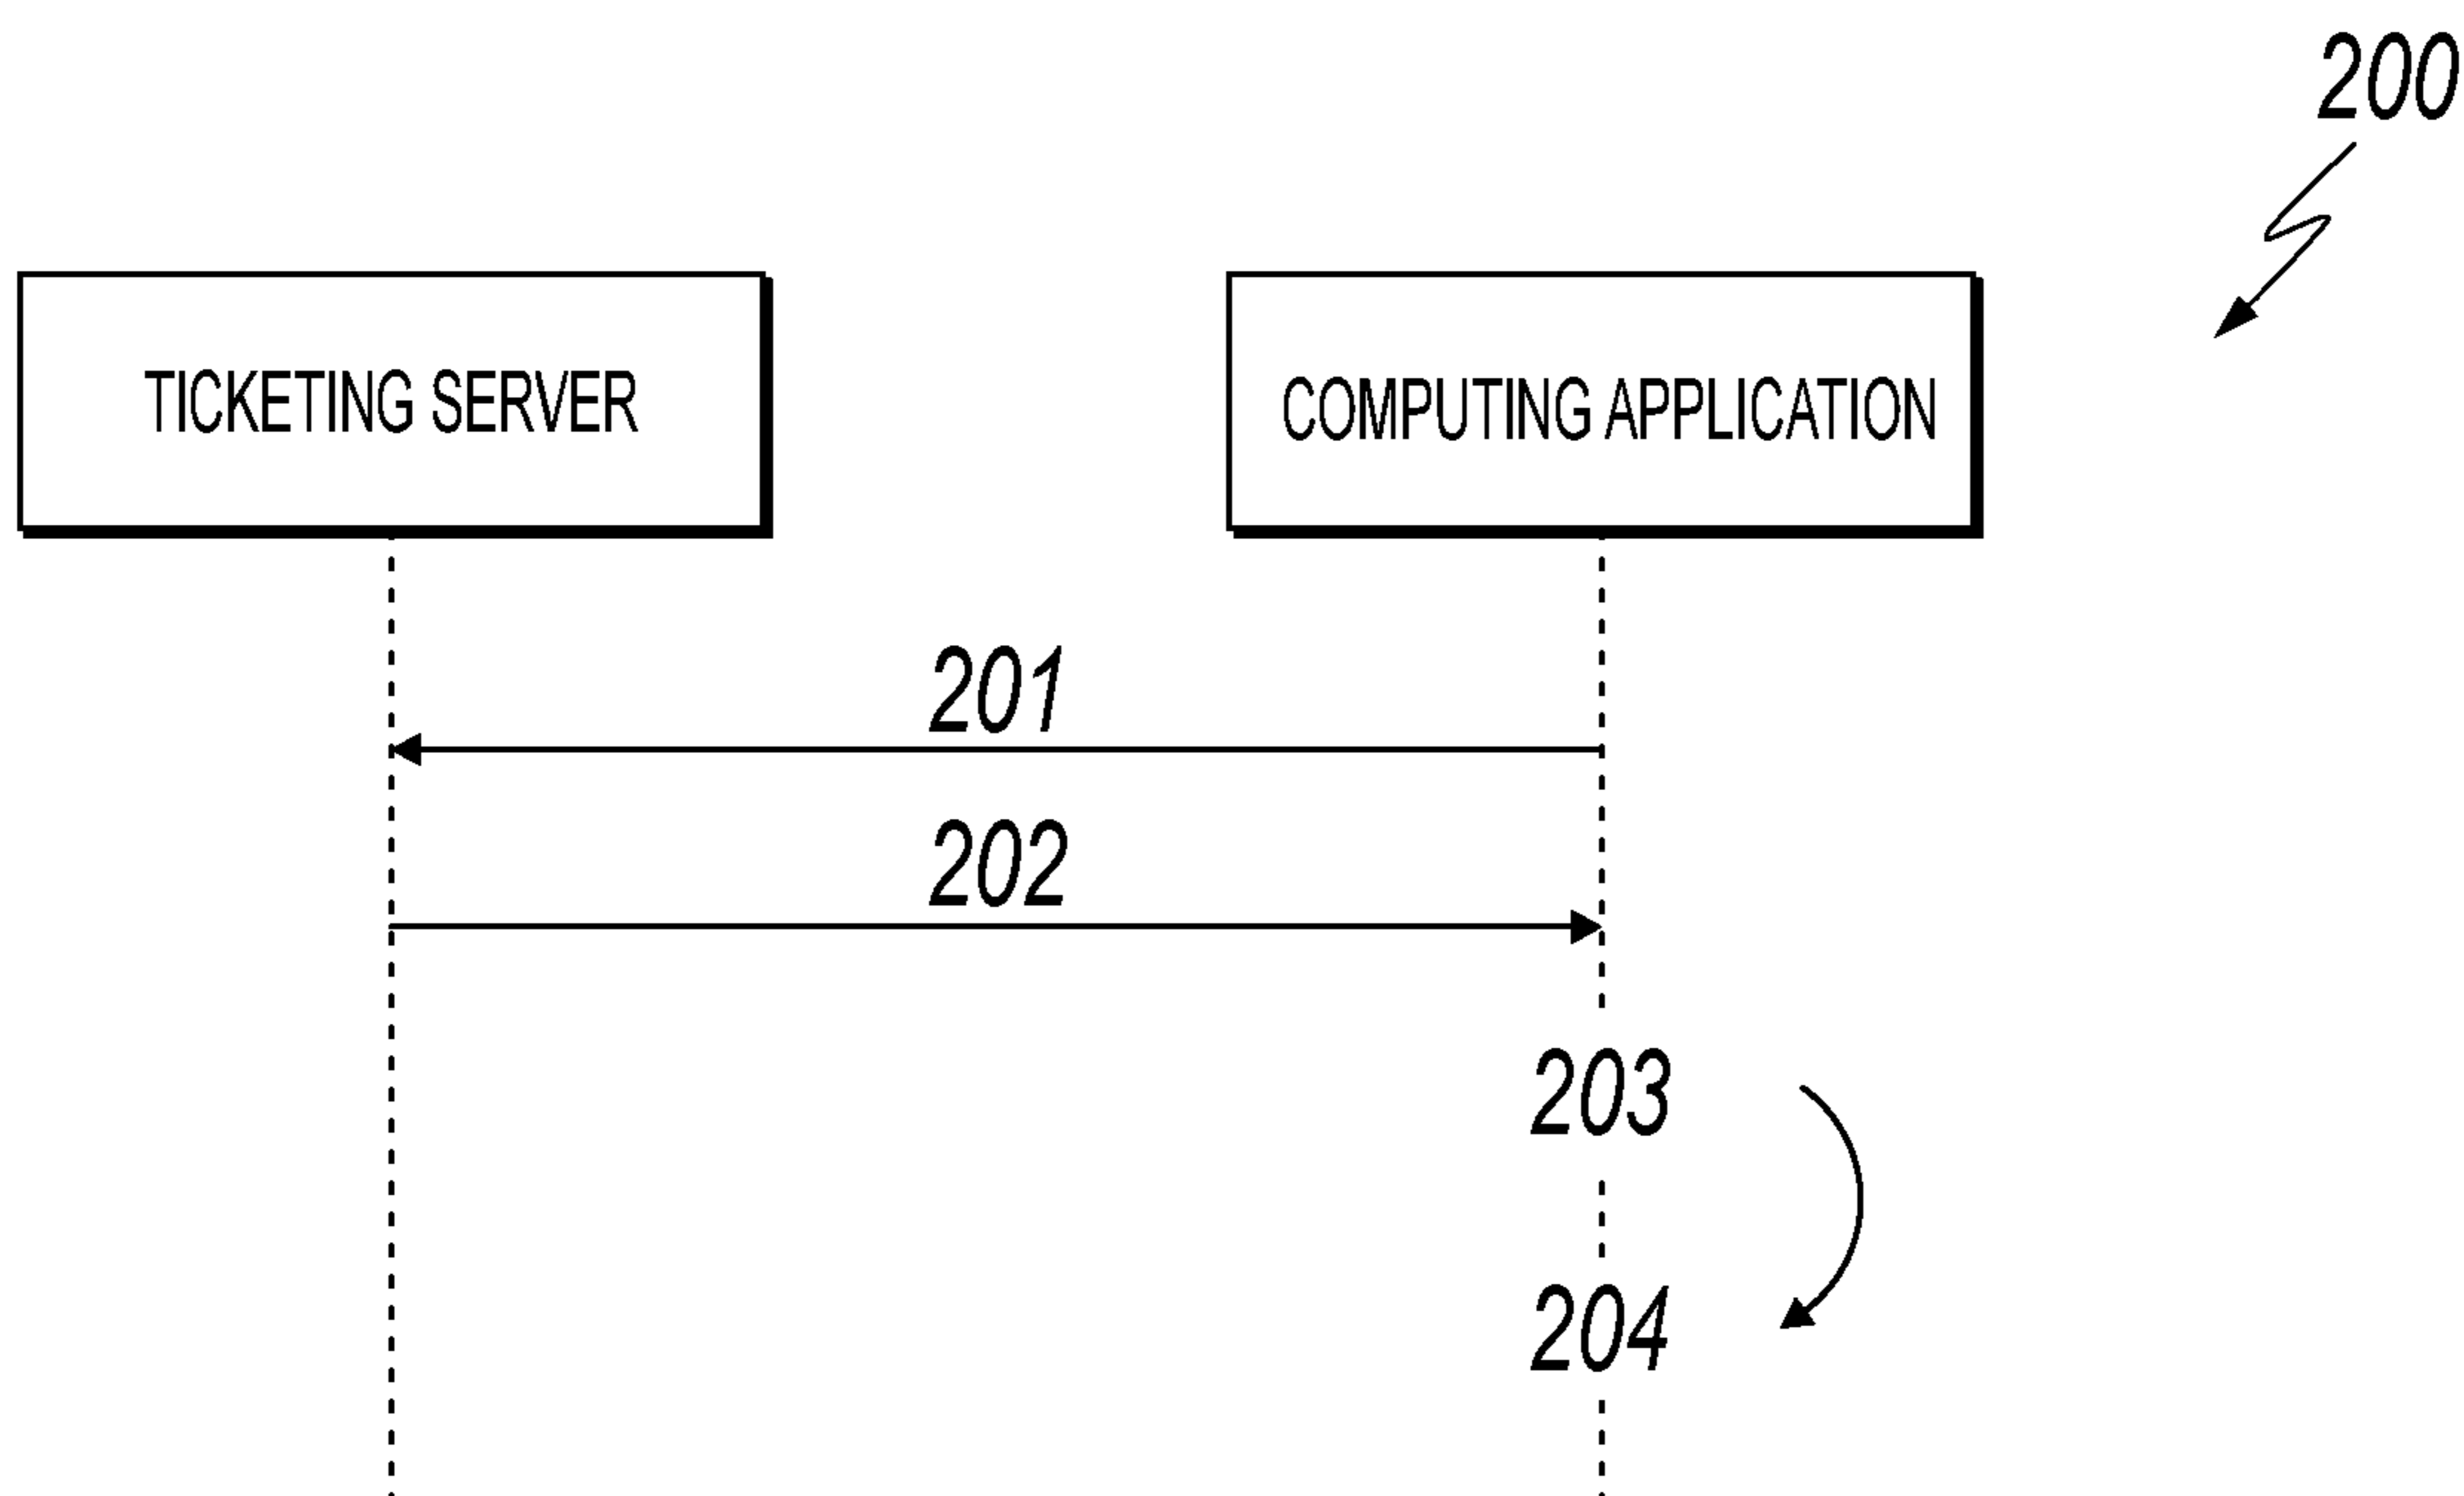 200
TICKETING SERVER
COMPUTING APPLICATION
201
202
203
204